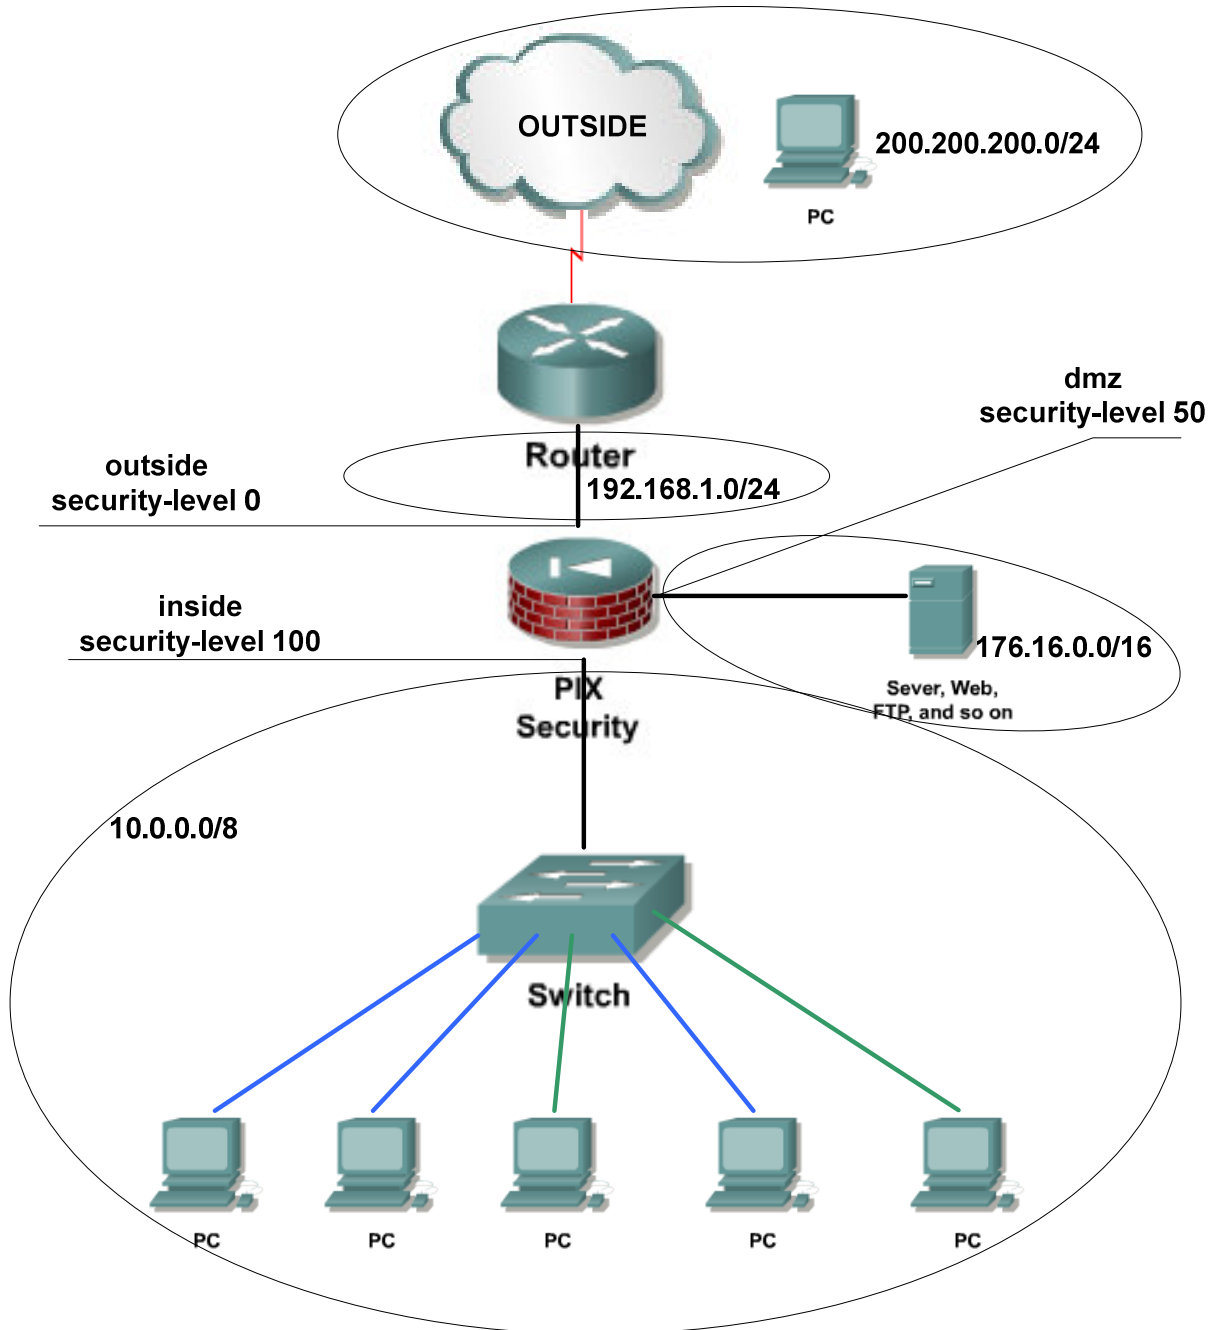 OUTSIDE
200.200.200.0/24
PC
dmz
security-level 50
Router
outside
security-level 0
192.168.1.0/24
inside
security-level 100
176.16.0.0/16
PIX
Security
Sever, Web,
FTP, and so on
10.0.0.0/8
Switch
PC
PC
PC
PC
PC